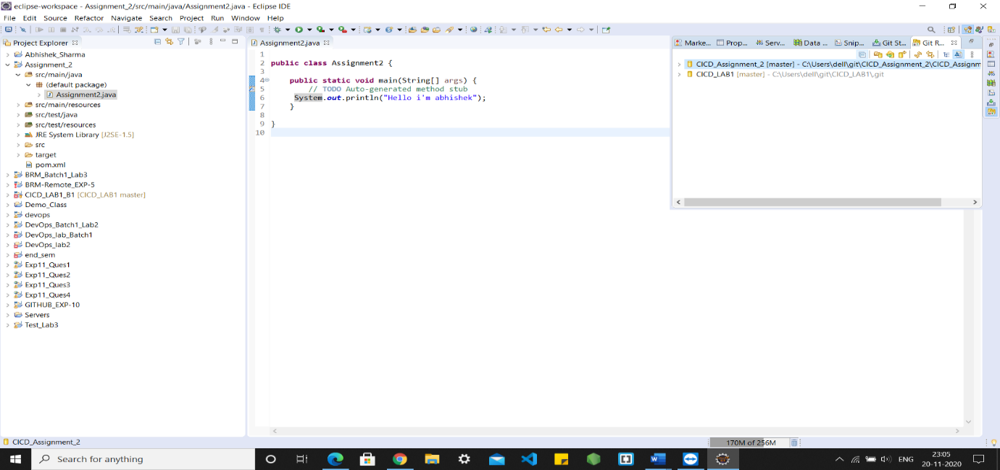 eclipse-workspace - Assignment_2/src/main/java/Assignment2.java - Eclipse IDE
File Edit Source Refactor Navigate Search Project Run Window Help
Project Explorer
Abhishek_Sharma
Assignment_2
src/main/java
(default package)
Assignment2.java
src/main/resources
src/test/java
src/test/resources
JRE System Library [J2SE-1.5]
src
target
pom.xml
BRM_Batch1_Lab3
BRM-Remote_EXP-5
CICD_LAB1_B1 [CICD_LAB1 master]
Demo_Class
devops
DevOps_Batch1_Lab2
DevOps_lab_Batch1
DevOps_lab2
end_sem
Exp11_Ques1
Exp11_Ques2
Exp11_Ques3
Exp11_Ques4
GITHUB_EXP-10
Servers
Test_Lab3
Assignment2.java
1
2 public class Assignment2 {
3
4 public static void main(String[] args) {
5 // TODO Auto-generated method stub
6 System.out.println("Hello i'm abhishek");
7 }
8
9 }
10
Marke... Prop... Serv... Data ... Snip... Git St... Git R...
CICD_Assignment_2 [master] - C:\Users\dell\git\CICD_Assignment_2\CICD_Assignm
CICD_LAB1 [master] - C:\Users\dell\git\CICD_LAB1\.git
CICD_Assignment_2
170M of 256M
Search for anything
ENG
23:05
20-11-2020